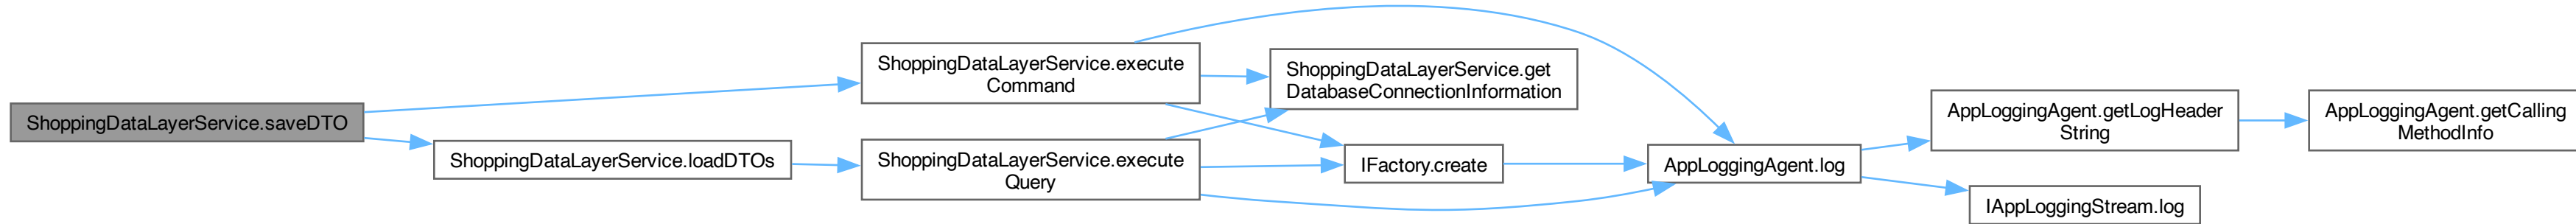 ShoppingDataLayerService.saveDTO
ShoppingDataLayerService.loadDTOs
ShoppingDataLayerService.execute
Command
ShoppingDataLayerService.execute
Query
ShoppingDataLayerService.get
DatabaseConnectionInformation
IFactory.create
AppLoggingAgent.log
AppLoggingAgent.getLogHeader
String
IAppLoggingStream.log
AppLoggingAgent.getCalling
MethodInfo